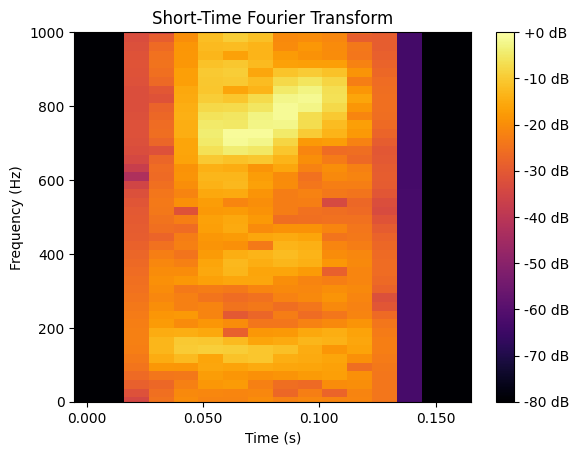 Short-Time Fourier Transform
1000
800
600
400
200
0
Frequency (Hz)
0.000
0.050
0.100
0.150
Time (s)
+0 dB
-10 dB
-20 dB
-30 dB
-40 dB
-50 dB
-60 dB
-70 dB
-80 dB